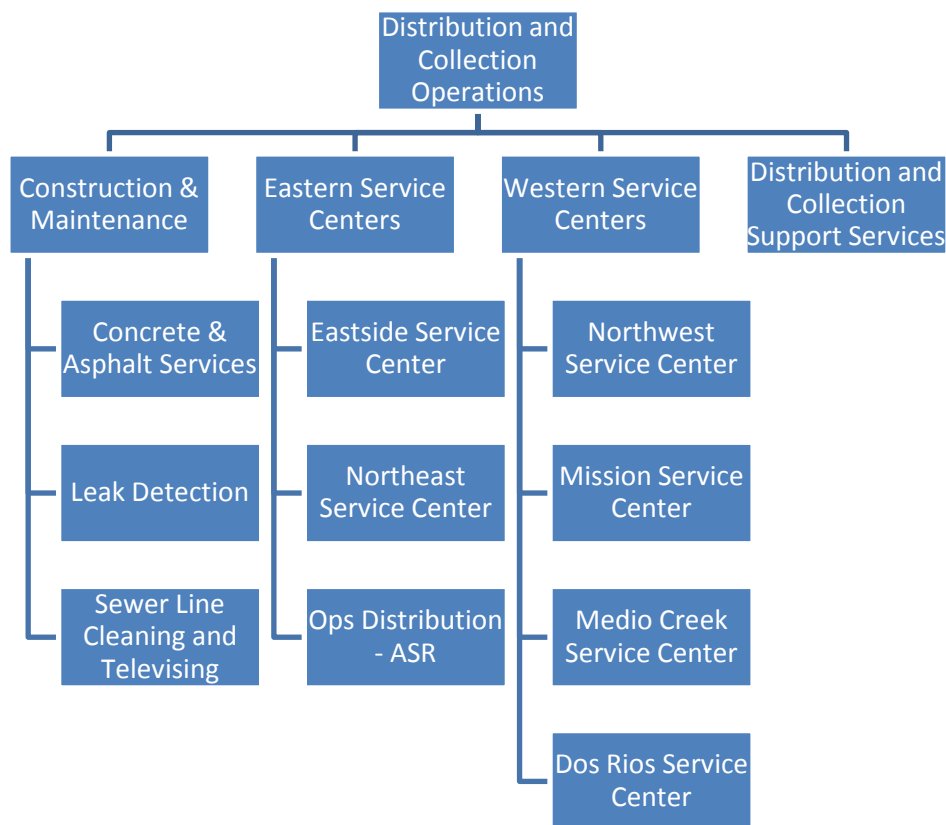 Distribution and
Collection
Operations
Construction &
Maintenance
Eastern Service
Centers
Western Service
Centers
Distribution and
Collection
Support Services
Concrete &
Asphalt Services
Leak Detection
Sewer Line
Cleaning and
Televising
Eastside Service
Center
Northeast
Service Center
Ops Distribution
- ASR
Northwest
Service Center
Mission Service
Center
Medio Creek
Service Center
Dos Rios Service
Center